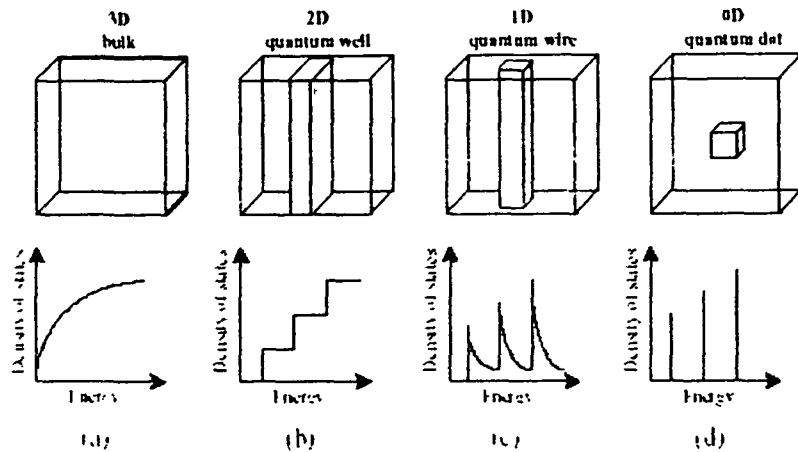 3D
bulk
2D
quantum well
1D
quantum wire
0D
quantum dot
Density of states
Energy
Density of states
Energy
Density of states
Energy
Density of states
Energy
(a)
(b)
(c)
(d)